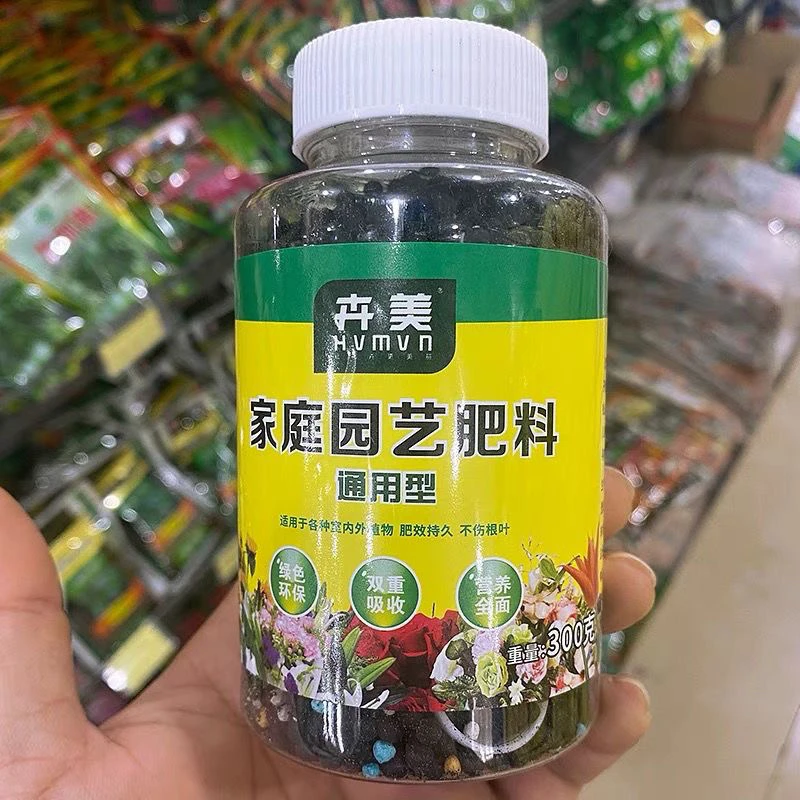 卉美®
HVMVN
家庭园艺肥料
通用型
适用于各种室内外植物 肥效持久 不伤根叶
绿色
环保
双重
吸收
营养
全面
重量:300克